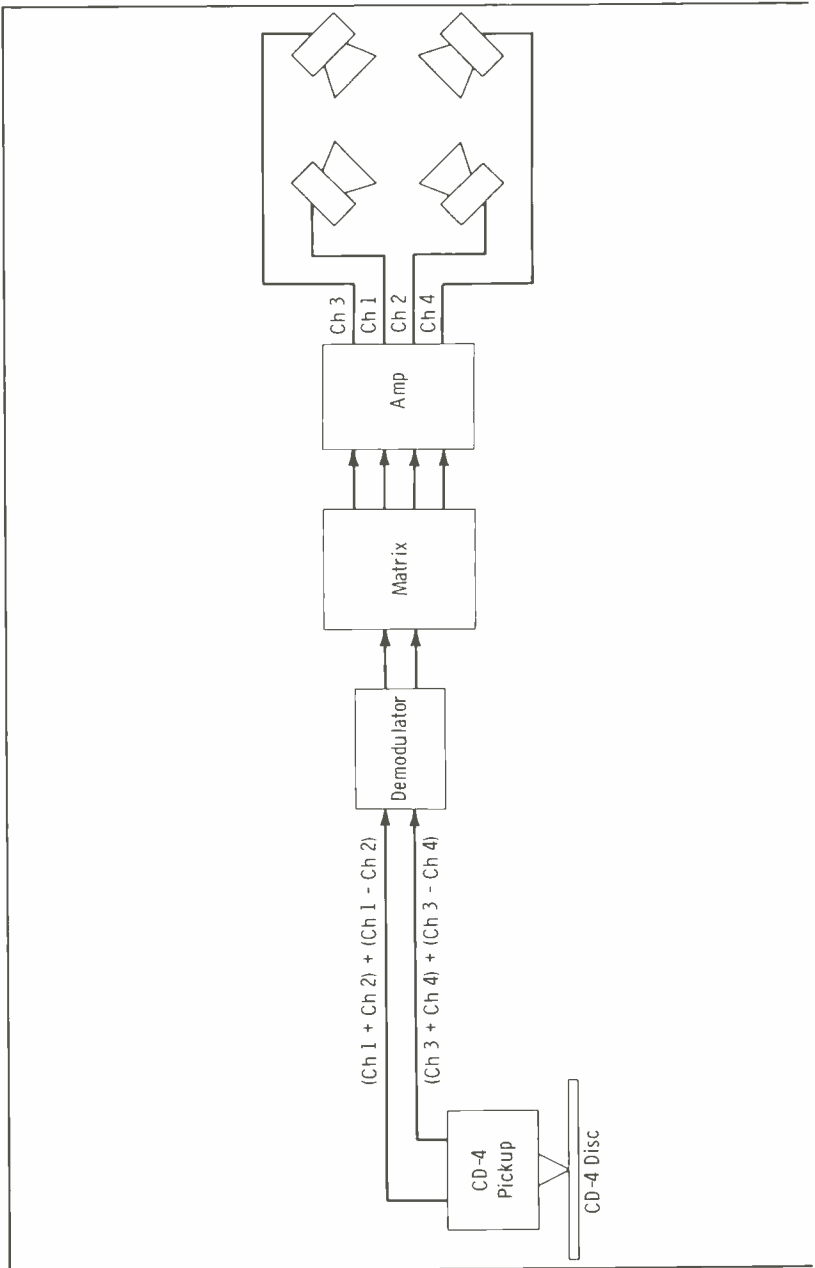 (Ch 1 + Ch 2) + (Ch 1 - Ch 2)
(Ch 3 + Ch 4) + (Ch 3 - Ch 4)
CD-4
Pickup
CD-4 Disc
Demodulator
Matrix
Amp
Ch 3
Ch 1
Ch 2
Ch 4